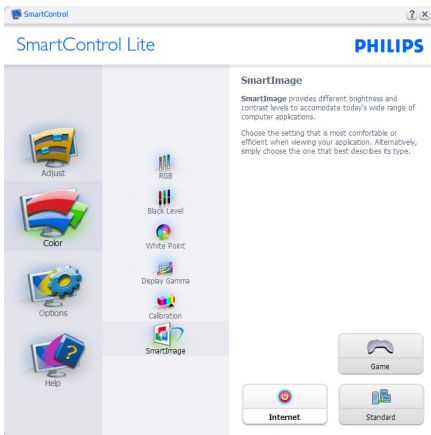 SmartControl
SmartControl Lite
PHILIPS
Adjust
Color
Options
Help
RGB
Black Level
White Point
Display Gamma
Calibration
SmartImage
SmartImage
SmartImage provides different brightness and
contrast levels to accomodate today's wide range of
computer applications.
Choose the setting that is most comfortable or
efficient when viewing your application. Alternatively,
simply choose the one that best describes its type.
Game
Internet
Standard